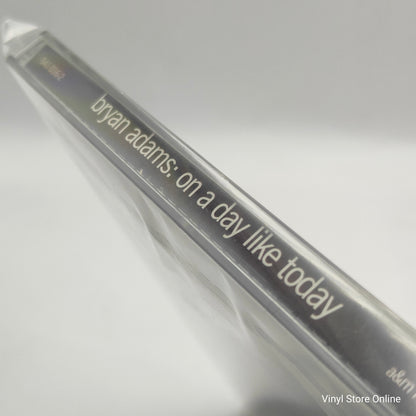 bryan adams: on a day like today
a&m
Vinyl Store Online